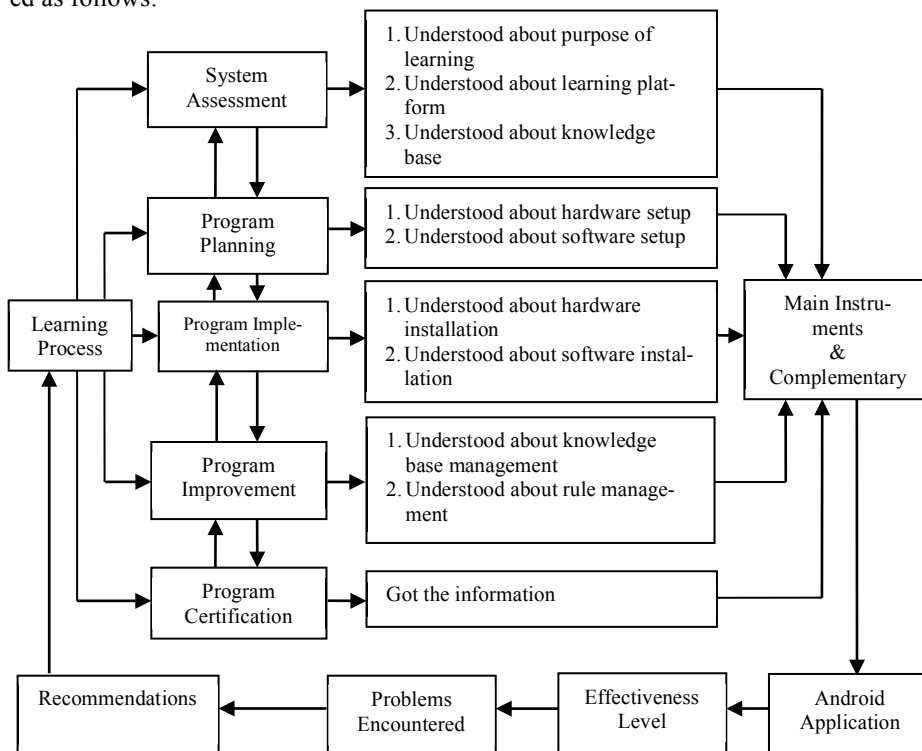 ed as follows:
System
Assessment
1. Understood about purpose of
learning
2. Understood about learning plat-
form
3. Understood about knowledge
base
Program
Planning
1. Understood about hardware setup
2. Understood about software setup
Learning
Process
Program Imple-
mentation
1. Understood about hardware
installation
2. Understood about software instal-
lation
Main Instru-
ments
&
Complementary
Program
Improvement
1. Understood about knowledge
base management
2. Understood about rule manage-
ment
Program
Certification
Got the information
Recommendations
Problems
Encountered
Effectiveness
Level
Android
Application